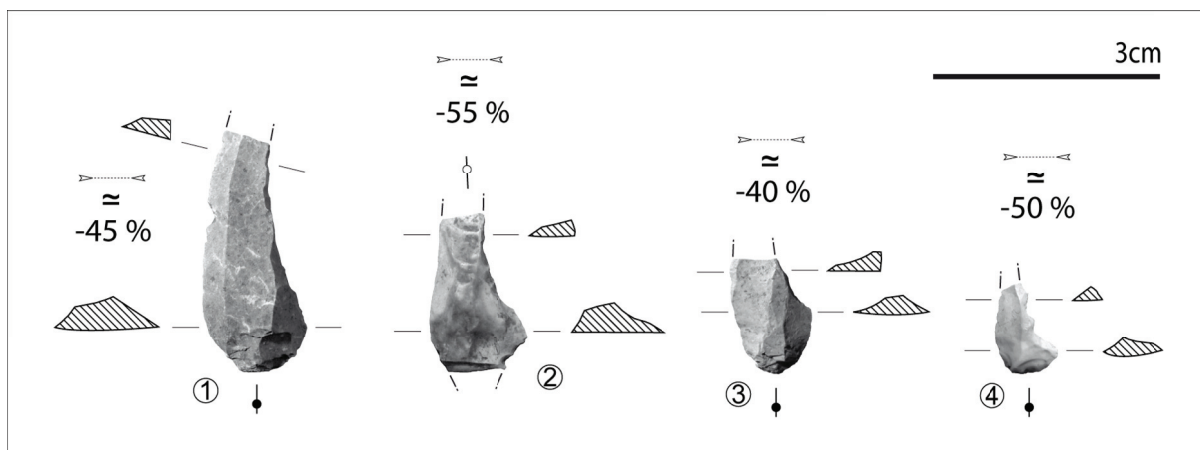 3cm
≃
-55 %
≃
-45 %
≃
-40 %
≃
-50 %
i i
i i
i i
i i
i i
① ② ③ ④